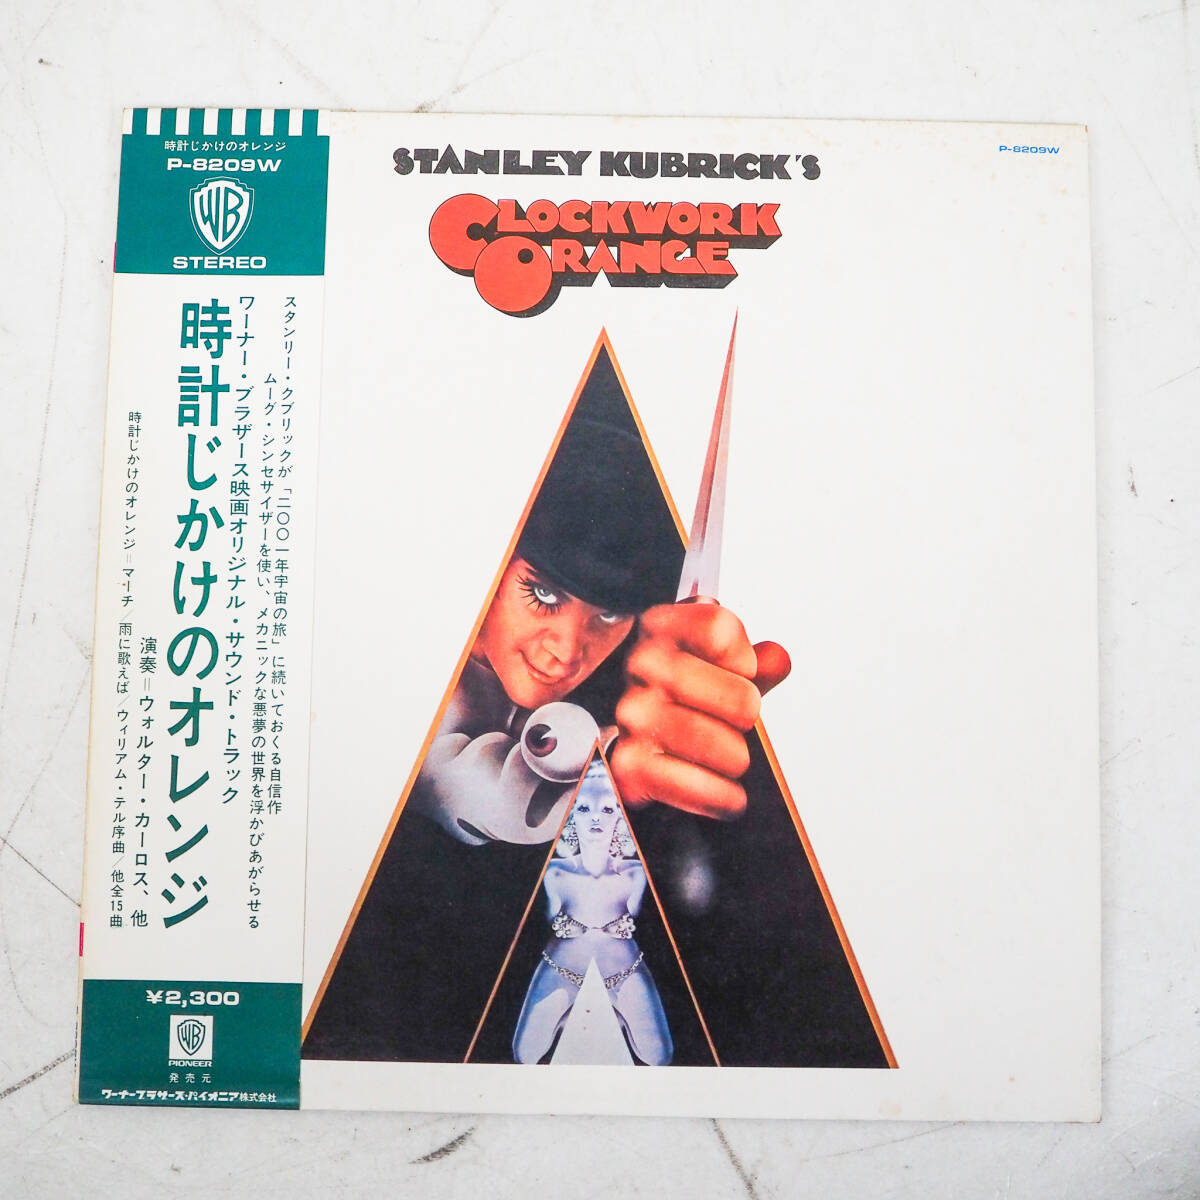 時計じかけのオレンジ
P-8209W
WB
STEREO
スタンリー・クブリックが「二〇〇一年宇宙の旅」に続いておくる自信作
ムーグ・シンセサイザーを使い、メカニックな悪夢の世界を浮かびあがらせる
ワーナー・ブラザース映画オリジナル・サウンド・トラック
時計じかけのオレンジ
演奏=ウォルター・カーロス、他
時計じかけのオレンジ=マーチ/雨に歌えば/ウィリアム・テル序曲/他全15曲
¥2,300
WB
PIONEER
発売元
ワーナーブラザース・パイオニア株式会社
STANLEY KUBRICK'S
CLOCKWORK
ORANGE
P-8209W